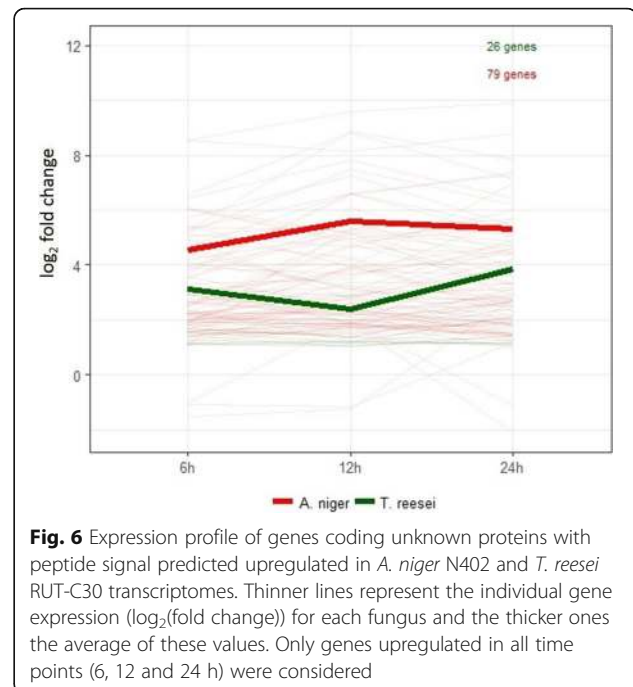 12
8
4
0
log2 fold change
26 genes
79 genes
6h 12h 24h
A. niger T. reesei
Fig. 6 Expression profile of genes coding unknown proteins with
peptide signal predicted upregulated in A. niger N402 and T. reesei
RUT-C30 transcriptomes. Thinner lines represent the individual gene
expression (log2(fold change)) for each fungus and the thicker ones
the average of these values. Only genes upregulated in all time
points (6, 12 and 24 h) were considered